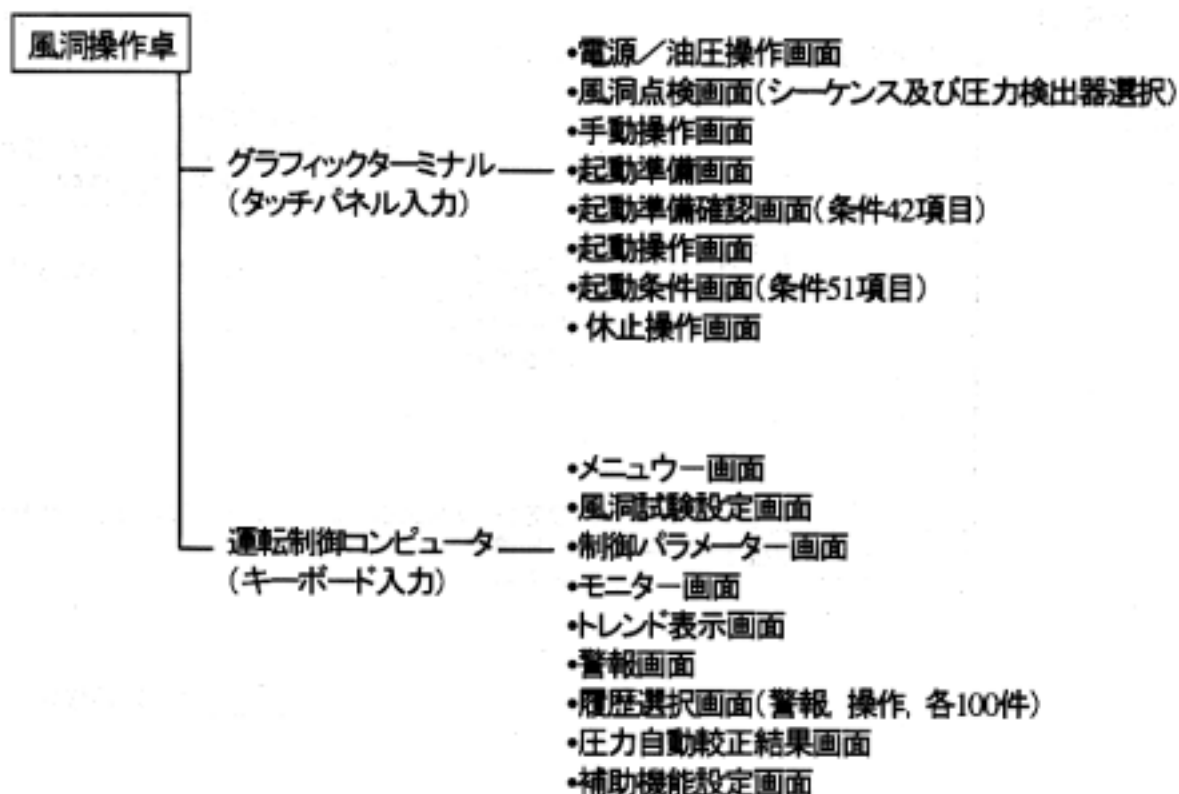 風洞操作卓
グラフィックターミナル
(タッチパネル入力)
•電源／油圧操作画面
•風洞点検画面(シーケンス及び圧力検出器選択)
•手動操作画面
•起動準備画面
•起動準備確認画面(条件42項目)
•起動操作画面
•起動条件画面(条件51項目)
•休止操作画面
運転制御コンピュータ
(キーボード入力)
•メニュウー画面
•風洞試験設定画面
•制御パラメーター画面
•モニター画面
•トレンド表示画面
•警報画面
•履歴選択画面(警報, 操作, 各100件)
•圧力自動較正結果画面
•補助機能設定画面